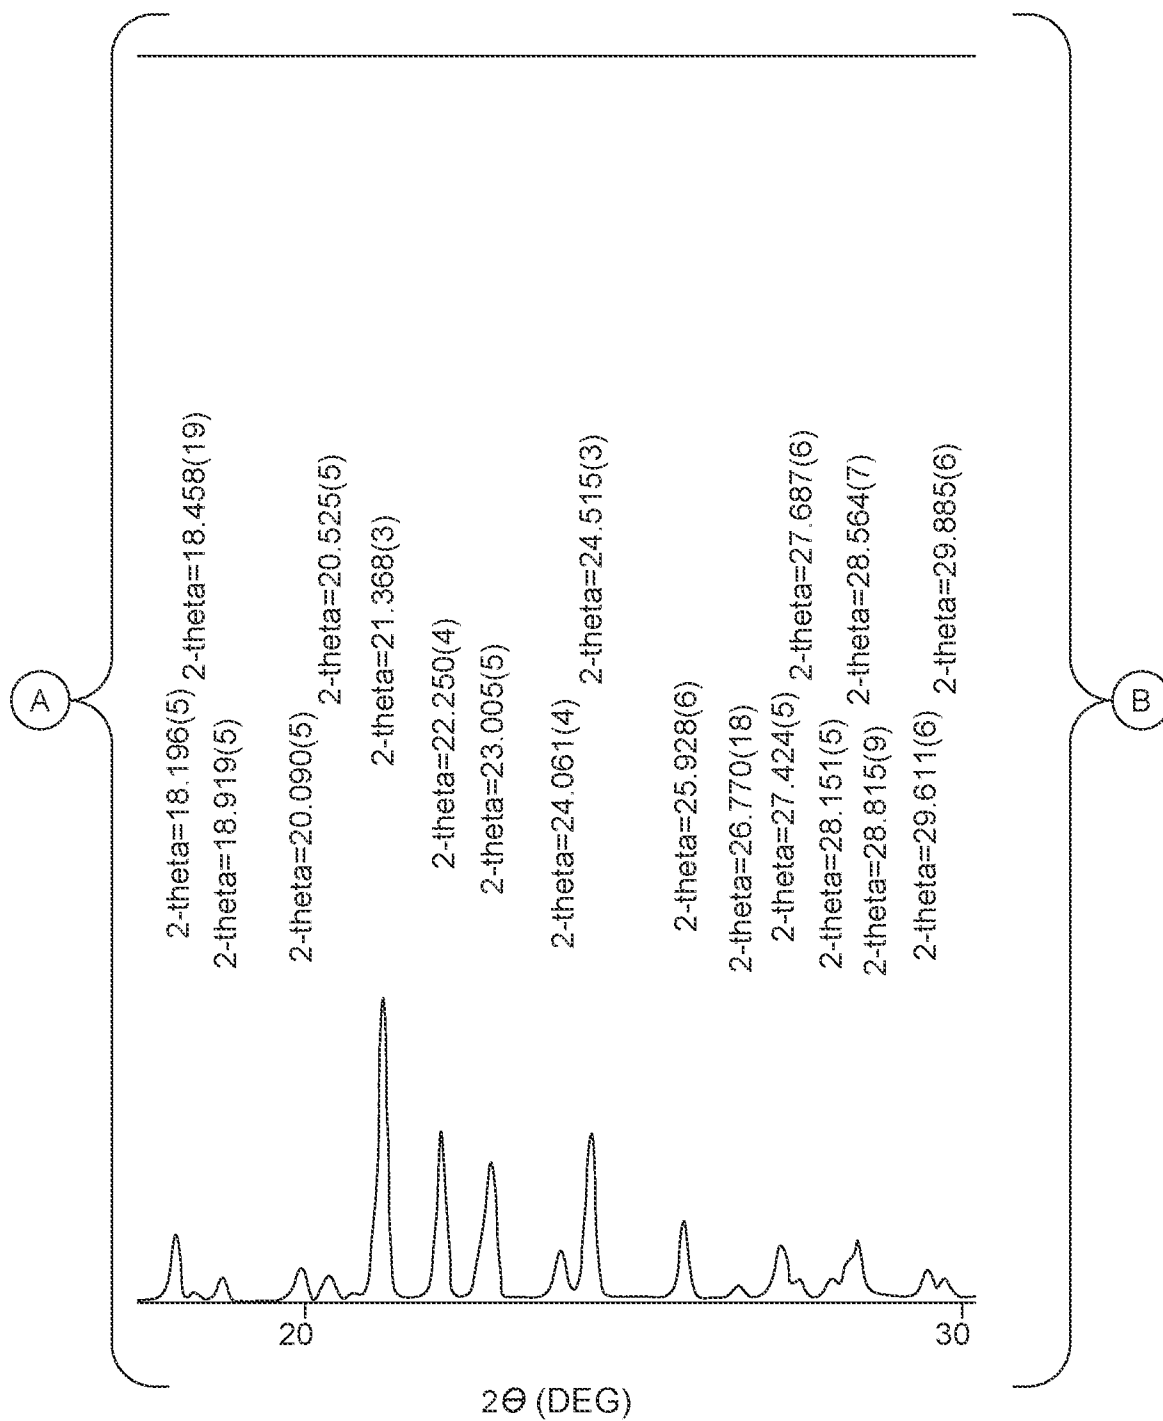 A
2-theta=18.196(5)
2-theta=18.458(19)
2-theta=18.919(5)
2-theta=20.090(5)
2-theta=20.525(5)
2-theta=21.368(3)
2-theta=22.250(4)
2-theta=23.005(5)
2-theta=24.061(4)
2-theta=24.515(3)
2-theta=25.928(6)
2-theta=26.770(18)
2-theta=27.424(5)
2-theta=27.687(6)
2-theta=28.151(5)
2-theta=28.564(7)
2-theta=28.815(9)
2-theta=29.611(6)
2-theta=29.885(6)
B
20
30
2Θ (DEG)